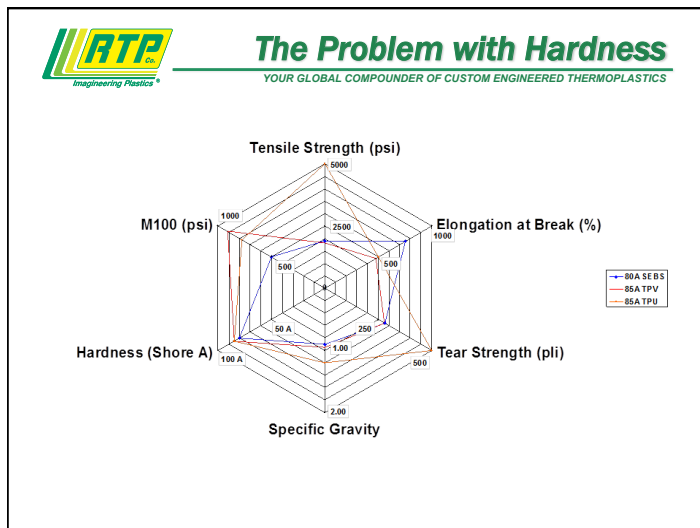 RTP
Co.
Imagineering Plastics®
The Problem with Hardness
YOUR GLOBAL COMPOUNDER OF CUSTOM ENGINEERED THERMOPLASTICS
Tensile Strength (psi)
5000
M100 (psi)
1000
2500
Elongation at Break (%)
1000
500
500
0
80A SEBS
85A TPV
85A TPU
50 A
250
Hardness (Shore A)
100 A
1.00
Tear Strength (pli)
500
2.00
Specific Gravity